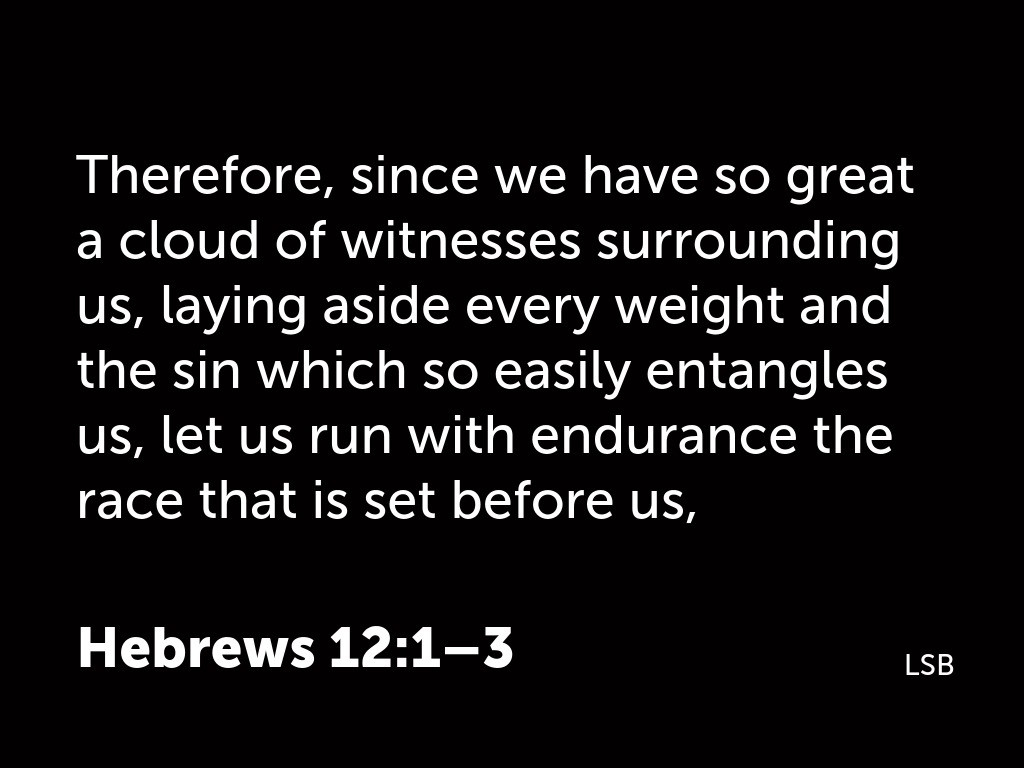 Therefore, since we have so great
a cloud of witnesses surrounding
us, laying aside every weight and
the sin which so easily entangles
us, let us run with endurance the
race that is set before us,
Hebrews 12:1–3
LSB